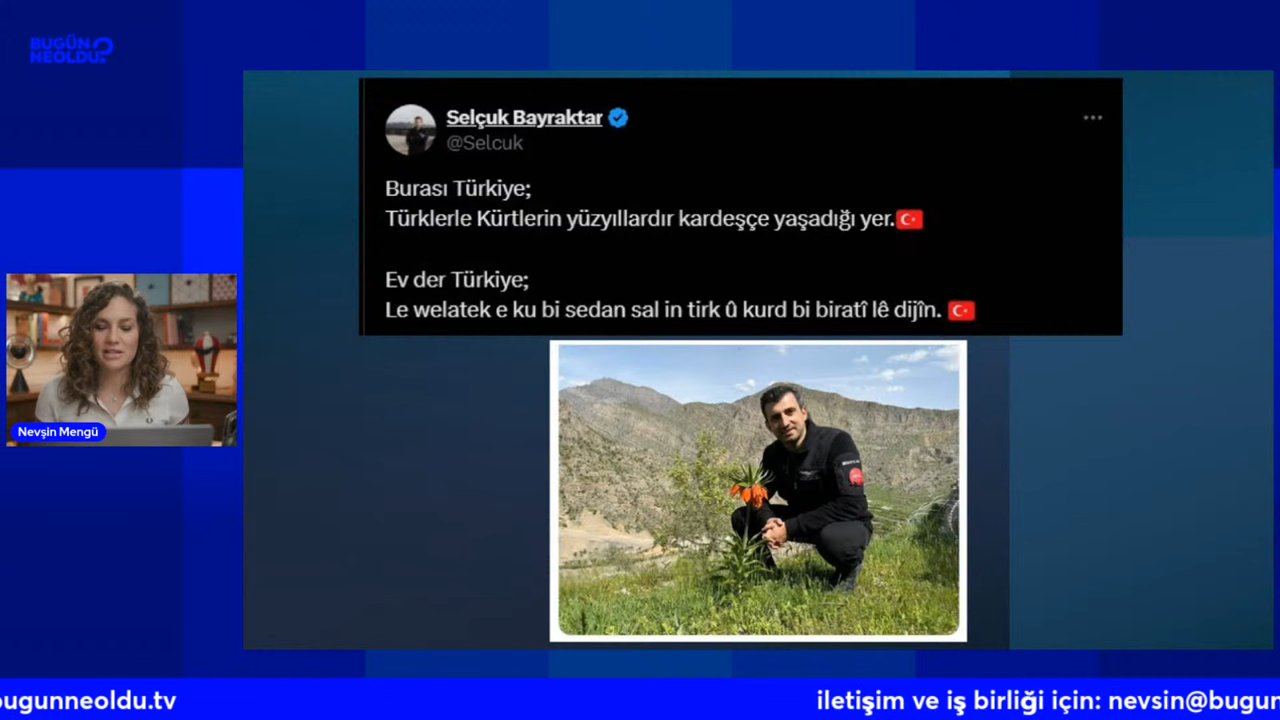 BUGÜN
NEOLDU?
Selçuk Bayraktar
@Selcuk
Burası Türkiye;
Türklerle Kürtlerin yüzyıllardır kardeşçe yaşadığı yer.🇹🇷
Ev der Türkiye;
Le welatek e ku bi sedan sal in tirk û kurd bi biratî lê dijîn. 🇹🇷
Nevşin Mengü
bugunneoldu.tv
iletişim ve iş birliği için: nevsin@bugun